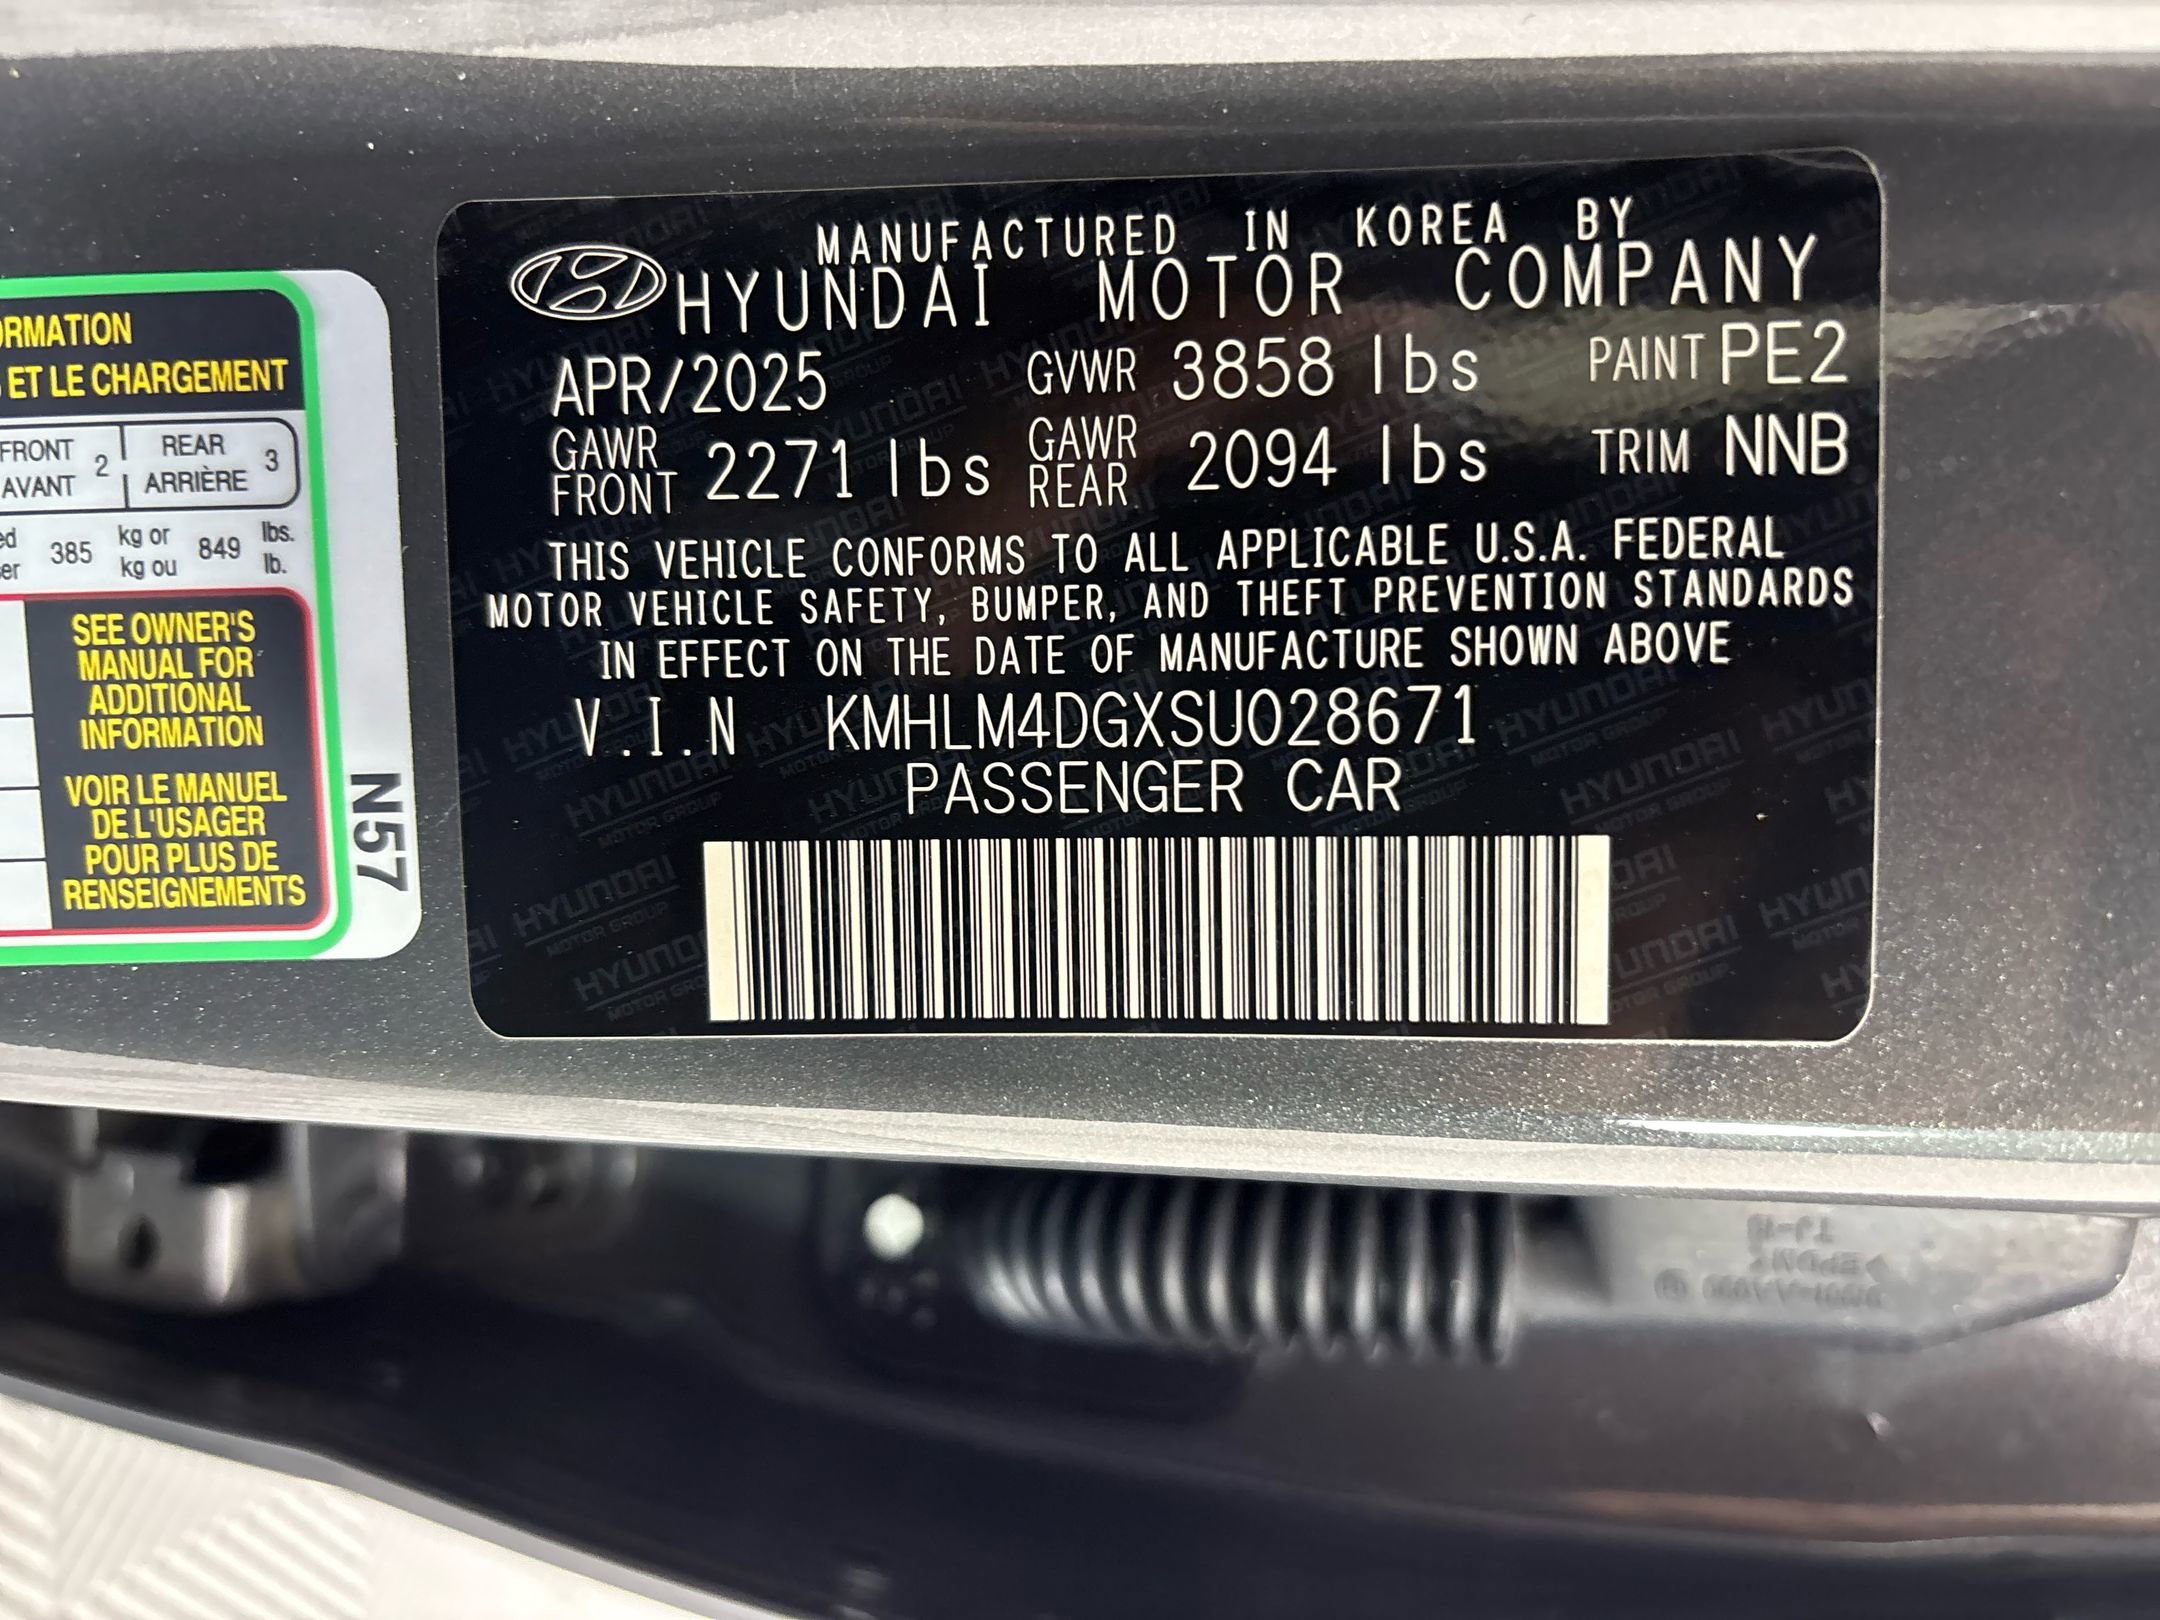 ORMATION
ET LE CHARGEMENT
FRONT 2 REAR 3
AVANT ARRIÈRE
385 kg or 849 lbs.
kg ou lb.
SEE OWNER'S
MANUAL FOR
ADDITIONAL
INFORMATION
VOIR LE MANUEL
DE L'USAGER
POUR PLUS DE
RENSEIGNEMENTS
N57
MANUFACTURED IN KOREA BY
HYUNDAI MOTOR COMPANY
APR/2025 GVWR 3858 lbs PAINT PE2
GAWR FRONT 2271 lbs GAWR REAR 2094 lbs TRIM NNB
THIS VEHICLE CONFORMS TO ALL APPLICABLE U.S.A. FEDERAL
MOTOR VEHICLE SAFETY, BUMPER, AND THEFT PREVENTION STANDARDS
IN EFFECT ON THE DATE OF MANUFACTURE SHOWN ABOVE
V.I.N KMHLM4DGXSU028671
PASSENGER CAR